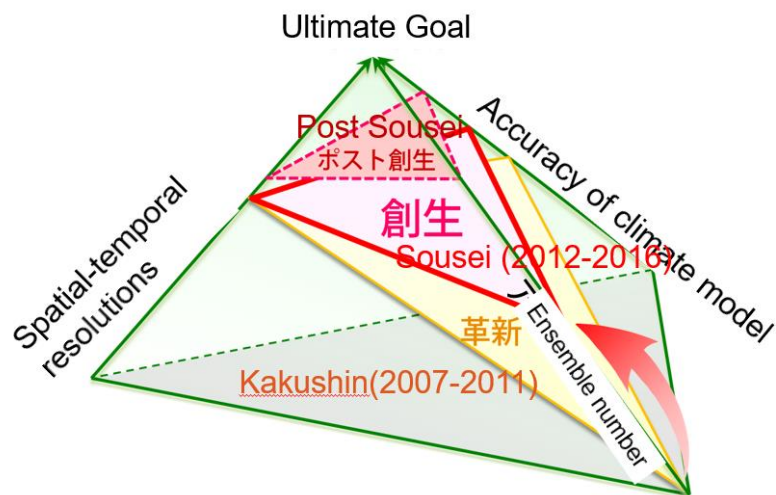 Ultimate Goal
Accuracy of climate model
Post Sousei
ポスト創生
Spatial-temporal
resolutions
創生
Sousei (2012-2016)
Ensemble number
革新
Kakushin(2007-2011)